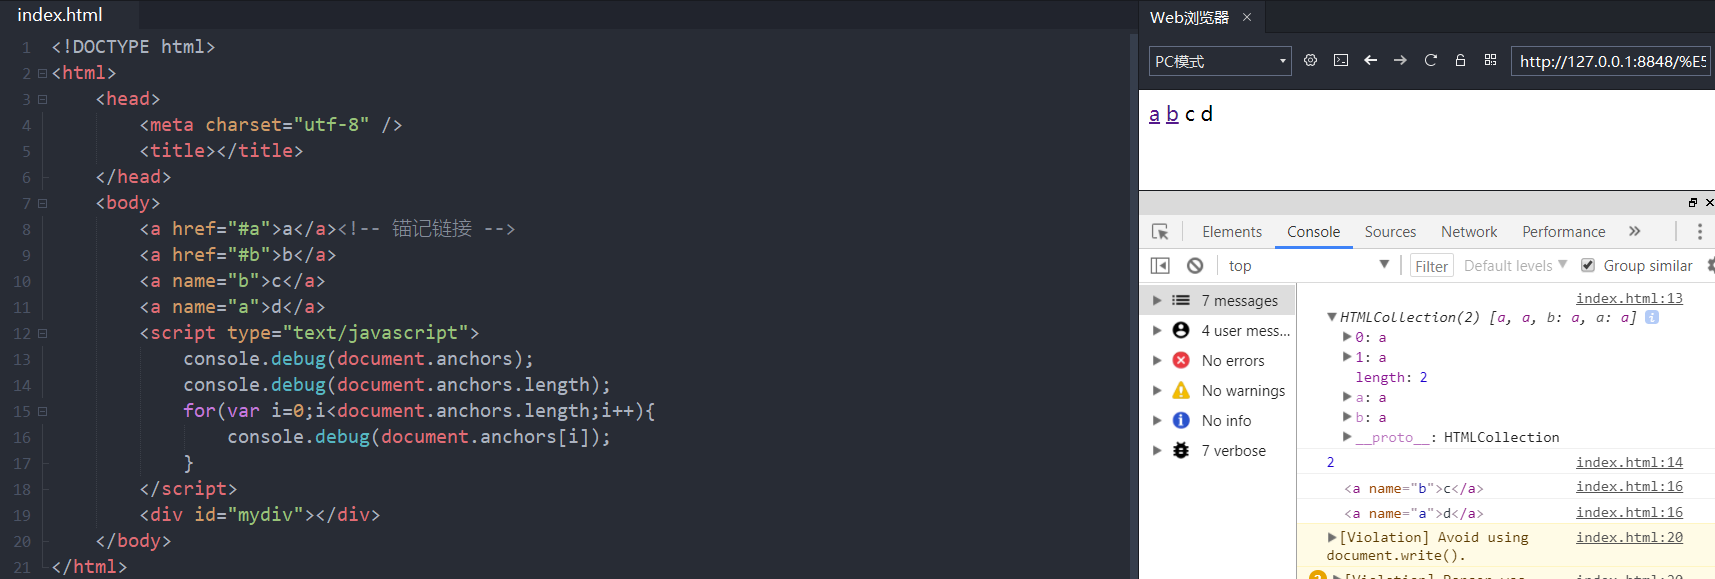 index.html
1 <!DOCTYPE html>
2 <html>
3 <head>
4 <meta charset="utf-8" />
5 <title></title>
6 </head>
7 <body>
8 <a href="#a">a</a><!-- 锚记链接 -->
9 <a href="#b">b</a>
10 <a name="b">c</a>
11 <a name="a">d</a>
12 <script type="text/javascript">
13 console.debug(document.anchors);
14 console.debug(document.anchors.length);
15 for(var i=0;i<document.anchors.length;i++){
16 console.debug(document.anchors[i]);
17 }
18 </script>
19 <div id="mydiv"></div>
20 </body>
21 </html>
Web浏览器
PC模式 http://127.0.0.1:8848/%E5
a b c d
Elements Console Sources Network Performance
top Filter Default levels Group similar
7 messages
4 user mess...
No errors
No warnings
No info
7 verbose
index.html:13
HTMLCollection(2) [a, a, b: a, a: a]
0: a
1: a
length: 2
a: a
b: a
__proto__: HTMLCollection
2 index.html:14
<a name="b">c</a> index.html:16
<a name="a">d</a> index.html:16
[Violation] Avoid using index.html:20
document.write().